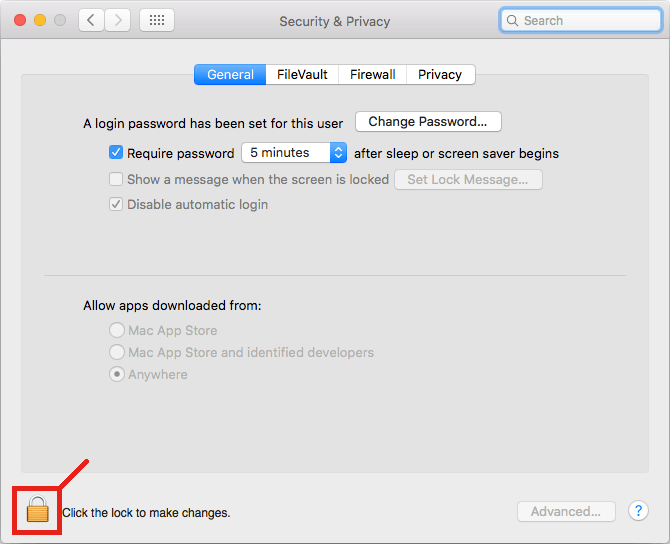 Security & Privacy
Search
General FileVault Firewall Privacy
A login password has been set for this user Change Password...
Require password 5 minutes after sleep or screen saver begins
Show a message when the screen is locked Set Lock Message...
Disable automatic login
Allow apps downloaded from:
Mac App Store
Mac App Store and identified developers
Anywhere
Click the lock to make changes.
Advanced... ?